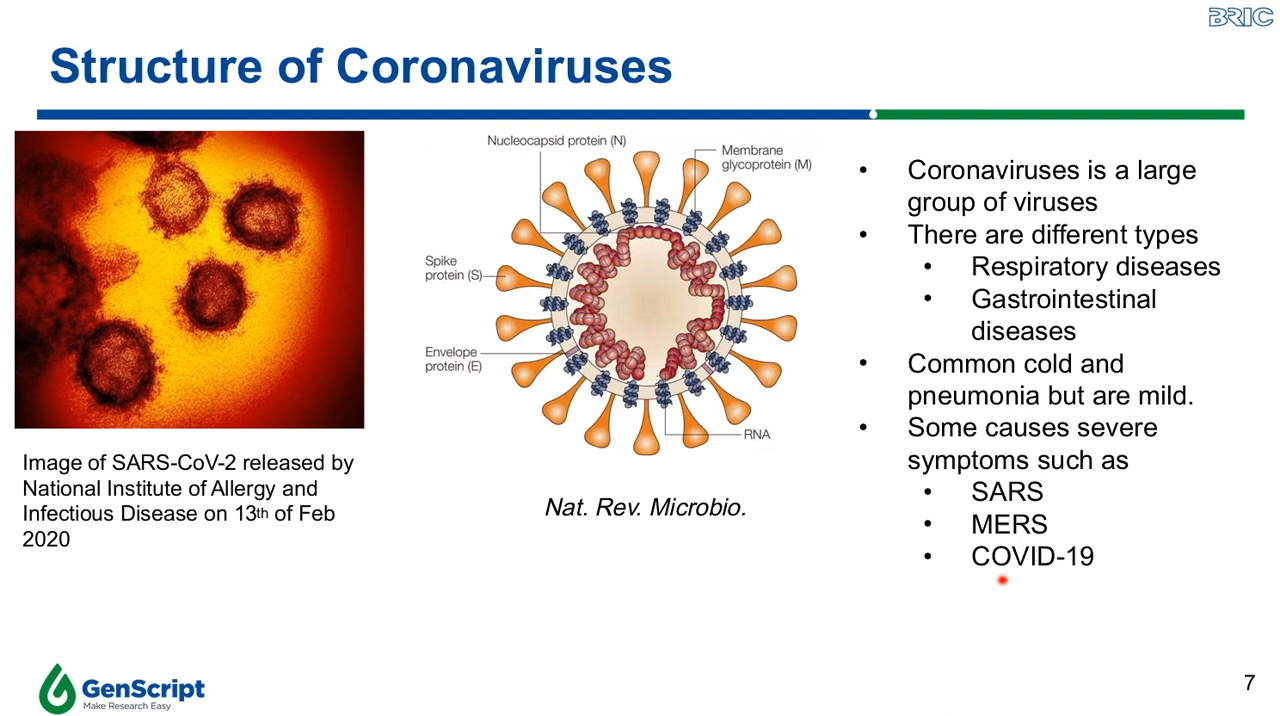 BRIC
Structure of Coronaviruses
Nucleocapsid protein (N)
Membrane
glycoprotein (M)
Spike
protein (S)
Envelope
protein (E)
RNA
Image of SARS-CoV-2 released by
National Institute of Allergy and
Infectious Disease on 13th of Feb
2020
Nat. Rev. Microbio.
• Coronaviruses is a large
group of viruses
• There are different types
• Respiratory diseases
• Gastrointestinal
diseases
• Common cold and
pneumonia but are mild.
• Some causes severe
symptoms such as
• SARS
• MERS
• COVID-19
GenScript
Make Research Easy
7